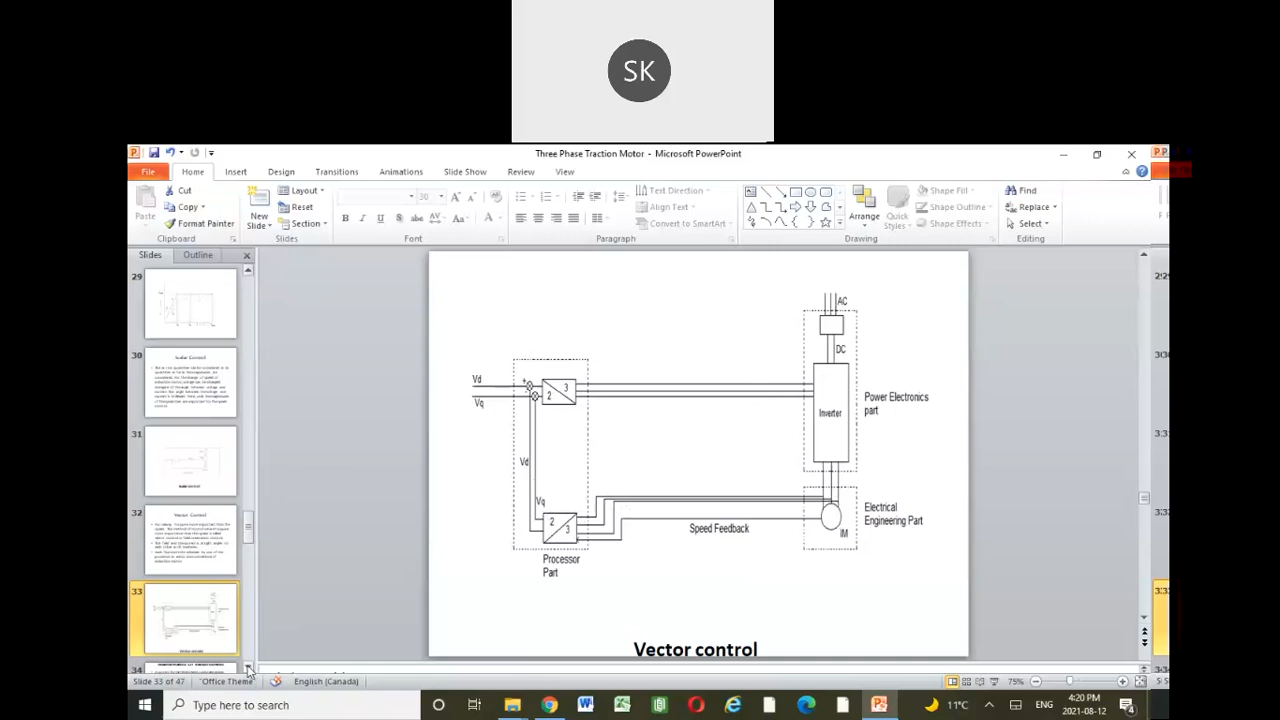 SK
Three Phase Traction Motor - Microsoft PowerPoint
File Home Insert Design Transitions Animations Slide Show Review View
Paste
Cut
Copy
Format Painter
Clipboard
New
Slide
Layout
Reset
Section
Slides
30
B I U S abc AV Aa A
Font
Text Direction
Align Text
Convert to SmartArt
Paragraph
Arrange
Quick
Styles
Shape Fill
Shape Outline
Shape Effects
Drawing
Find
Replace
Select
Editing
Slides Outline
29
30
Scalar Control
31
32
Vector Control
33
34
AC
DC
Vd
+
3
2
Vq
Inverter
Power Electronics
part
Vd
Vq
2
3
Speed Feedback
IM
Electrical
Engineering Part
Processor
Part
Vector control
Slide 33 of 47 "Office Theme" English (Canada) 75%
Type here to search
11°C ENG
4:20 PM
2021-08-12
4